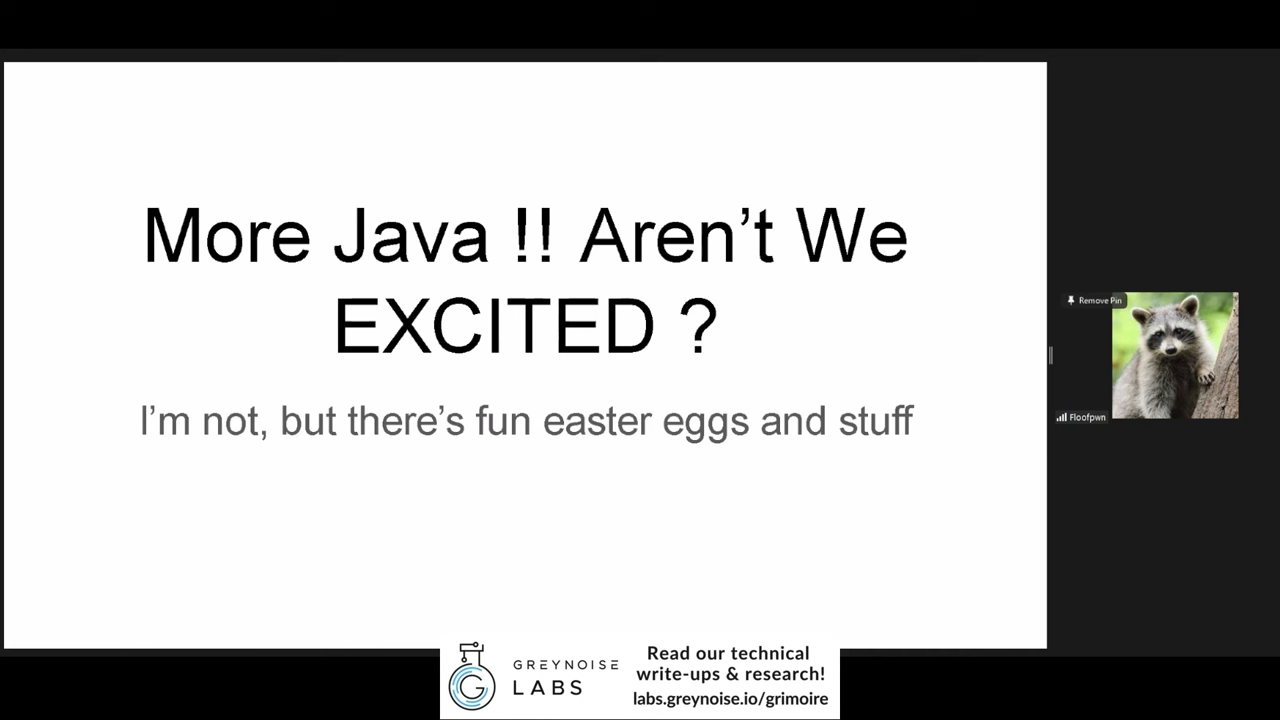 More Java !! Aren’t We
EXCITED ?
I’m not, but there’s fun easter eggs and stuff
Remove Pin
Floofpwn
G
GREYNOISE
LABS
Read our technical
write-ups & research!
labs.greynoise.io/grimoire